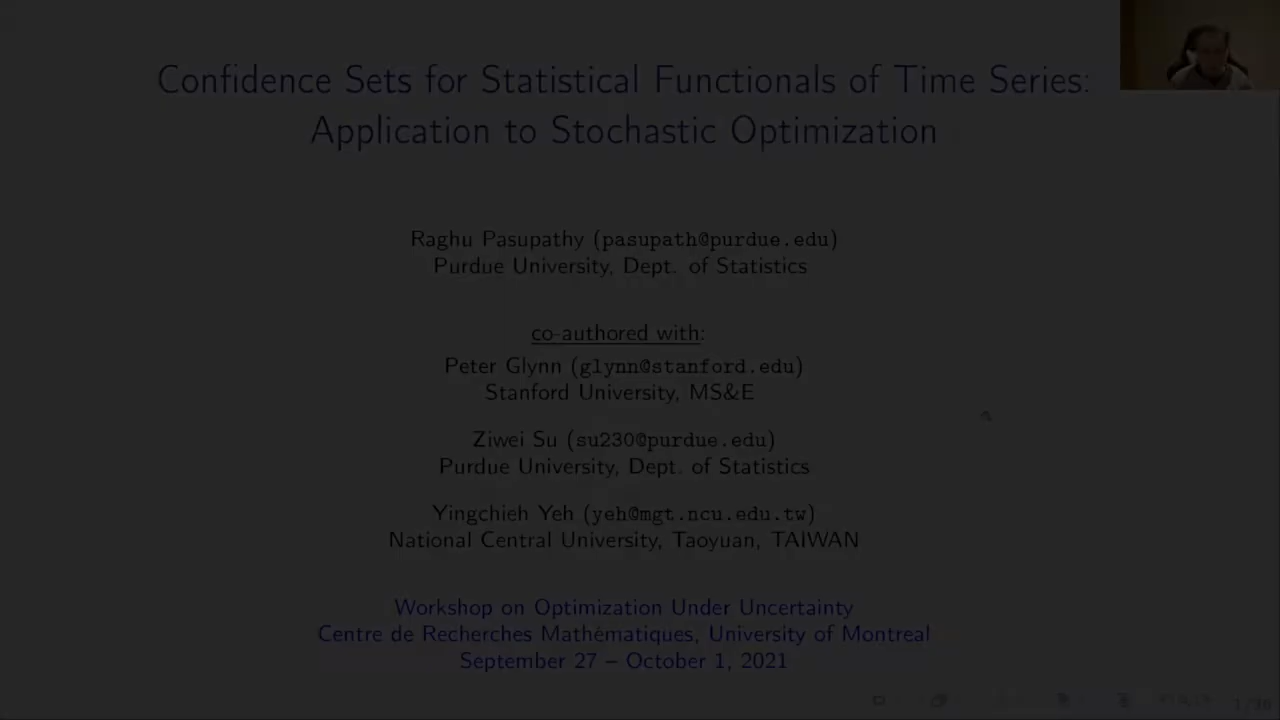 Confidence Sets for Statistical Functionals of Time Series:
Application to Stochastic Optimization
Raghu Pasupathy (pasupath@purdue.edu)
Purdue University, Dept. of Statistics
co-authored with:
Peter Glynn (glynn@stanford.edu)
Stanford University, MS&E
Ziwei Su (su230@purdue.edu)
Purdue University, Dept. of Statistics
Yingchieh Yeh (yeh@mgt.ncu.edu.tw)
National Central University, Taoyuan, TAIWAN
Workshop on Optimization Under Uncertainty
Centre de Recherches Mathématiques, University of Montreal
September 27 – October 1, 2021